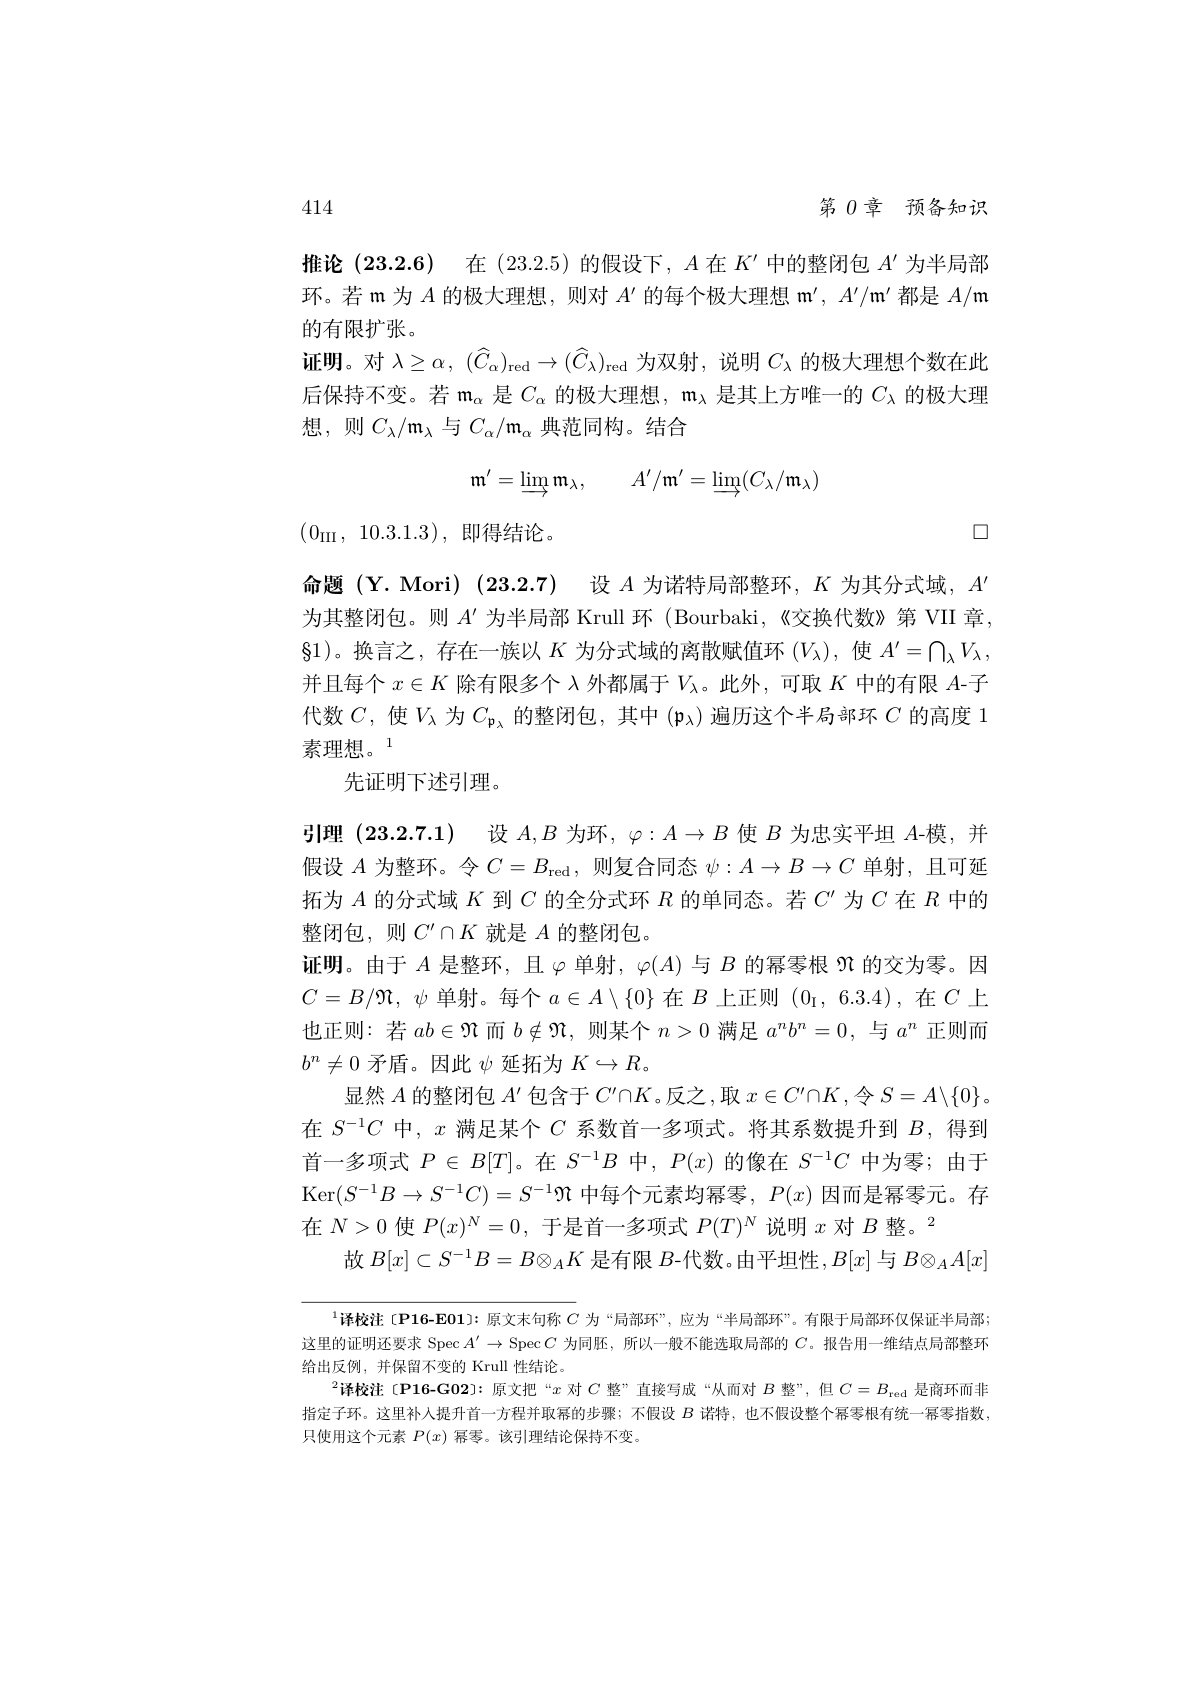 414 第 0 章 预备知识
推论（23.2.6） 在（23.2.5）的假设下，A 在 K′ 中的整闭包 A′ 为半局部
环。若 𝔪 为 A 的极大理想，则对 A′ 的每个极大理想 𝔪′，A′/𝔪′ 都是 A/𝔪
的有限扩张。
证明。对 λ ≥ α，(Ĉ_α)_red → (Ĉ_λ)_red 为双射，说明 C_λ 的极大理想个数在此
后保持不变。若 𝔪_α 是 C_α 的极大理想，𝔪_λ 是其上方唯一的 C_λ 的极大理
想，则 C_λ/𝔪_λ 与 C_α/𝔪_α 典范同构。结合
𝔪′ = lim→ 𝔪_λ, A′/𝔪′ = lim→(C_λ/𝔪_λ)
（0_III，10.3.1.3），即得结论。 □
命题（Y. Mori）（23.2.7） 设 A 为诺特局部整环，K 为其分式域，A′
为其整闭包。则 A′ 为半局部 Krull 环（Bourbaki，《交换代数》第 VII 章，
§1）。换言之，存在一族以 K 为分式域的离散赋值环 (V_λ)，使 A′ = ⋂_λ V_λ，
并且每个 x ∈ K 除有限多个 λ 外都属于 V_λ。此外，可取 K 中的有限 A-子
代数 C，使 V_λ 为 C_{𝔭_λ} 的整闭包，其中 (𝔭_λ) 遍历这个半局部环 C 的高度 1
素理想。¹
先证明下述引理。
引理（23.2.7.1） 设 A, B 为环，φ : A → B 使 B 为忠实平坦 A-模，并
假设 A 为整环。令 C = B_red，则复合同态 ψ : A → B → C 单射，且可延
拓为 A 的分式域 K 到 C 的全分式环 R 的单同态。若 C′ 为 C 在 R 中的
整闭包，则 C′ ∩ K 就是 A 的整闭包。
证明。由于 A 是整环，且 φ 单射，φ(A) 与 B 的幂零根 𝔑 的交为零。因
C = B/𝔑，ψ 单射。每个 a ∈ A \ {0} 在 B 上正则（0_I，6.3.4），在 C 上
也正则：若 ab ∈ 𝔑 而 b ∉ 𝔑，则某个 n > 0 满足 aⁿbⁿ = 0，与 aⁿ 正则而
bⁿ ≠ 0 矛盾。因此 ψ 延拓为 K ↪ R。
显然 A 的整闭包 A′ 包含于 C′∩K。反之，取 x ∈ C′∩K，令 S = A\{0}。
在 S⁻¹C 中，x 满足某个 C 系数首一多项式。将其系数提升到 B，得到
首一多项式 P ∈ B[T]。在 S⁻¹B 中，P(x) 的像在 S⁻¹C 中为零；由于
Ker(S⁻¹B → S⁻¹C) = S⁻¹𝔑 中每个元素均幂零，P(x) 因而是幂零元。存
在 N > 0 使 P(x)^N = 0，于是首一多项式 P(T)^N 说明 x 对 B 整。²
故 B[x] ⊂ S⁻¹B = B⊗_A K 是有限 B-代数。由平坦性，B[x] 与 B⊗_A A[x]
¹译校注〔P16-E01〕：原文末句称 C 为 “局部环”，应为 “半局部环”。有限于局部环仅保证半局部；
这里的证明还要求 Spec A′ → Spec C 为同胚，所以一般不能选取局部的 C。报告用一维结点局部整环
给出反例，并保留不变的 Krull 性结论。
²译校注〔P16-G02〕：原文把 “x 对 C 整” 直接写成 “从而对 B 整”，但 C = B_red 是商环而非
指定子环。这里补入提升首一方程并取幂的步骤；不假设 B 诺特，也不假设整个幂零根有统一幂零指数，
只使用这个元素 P(x) 幂零。该引理结论保持不变。